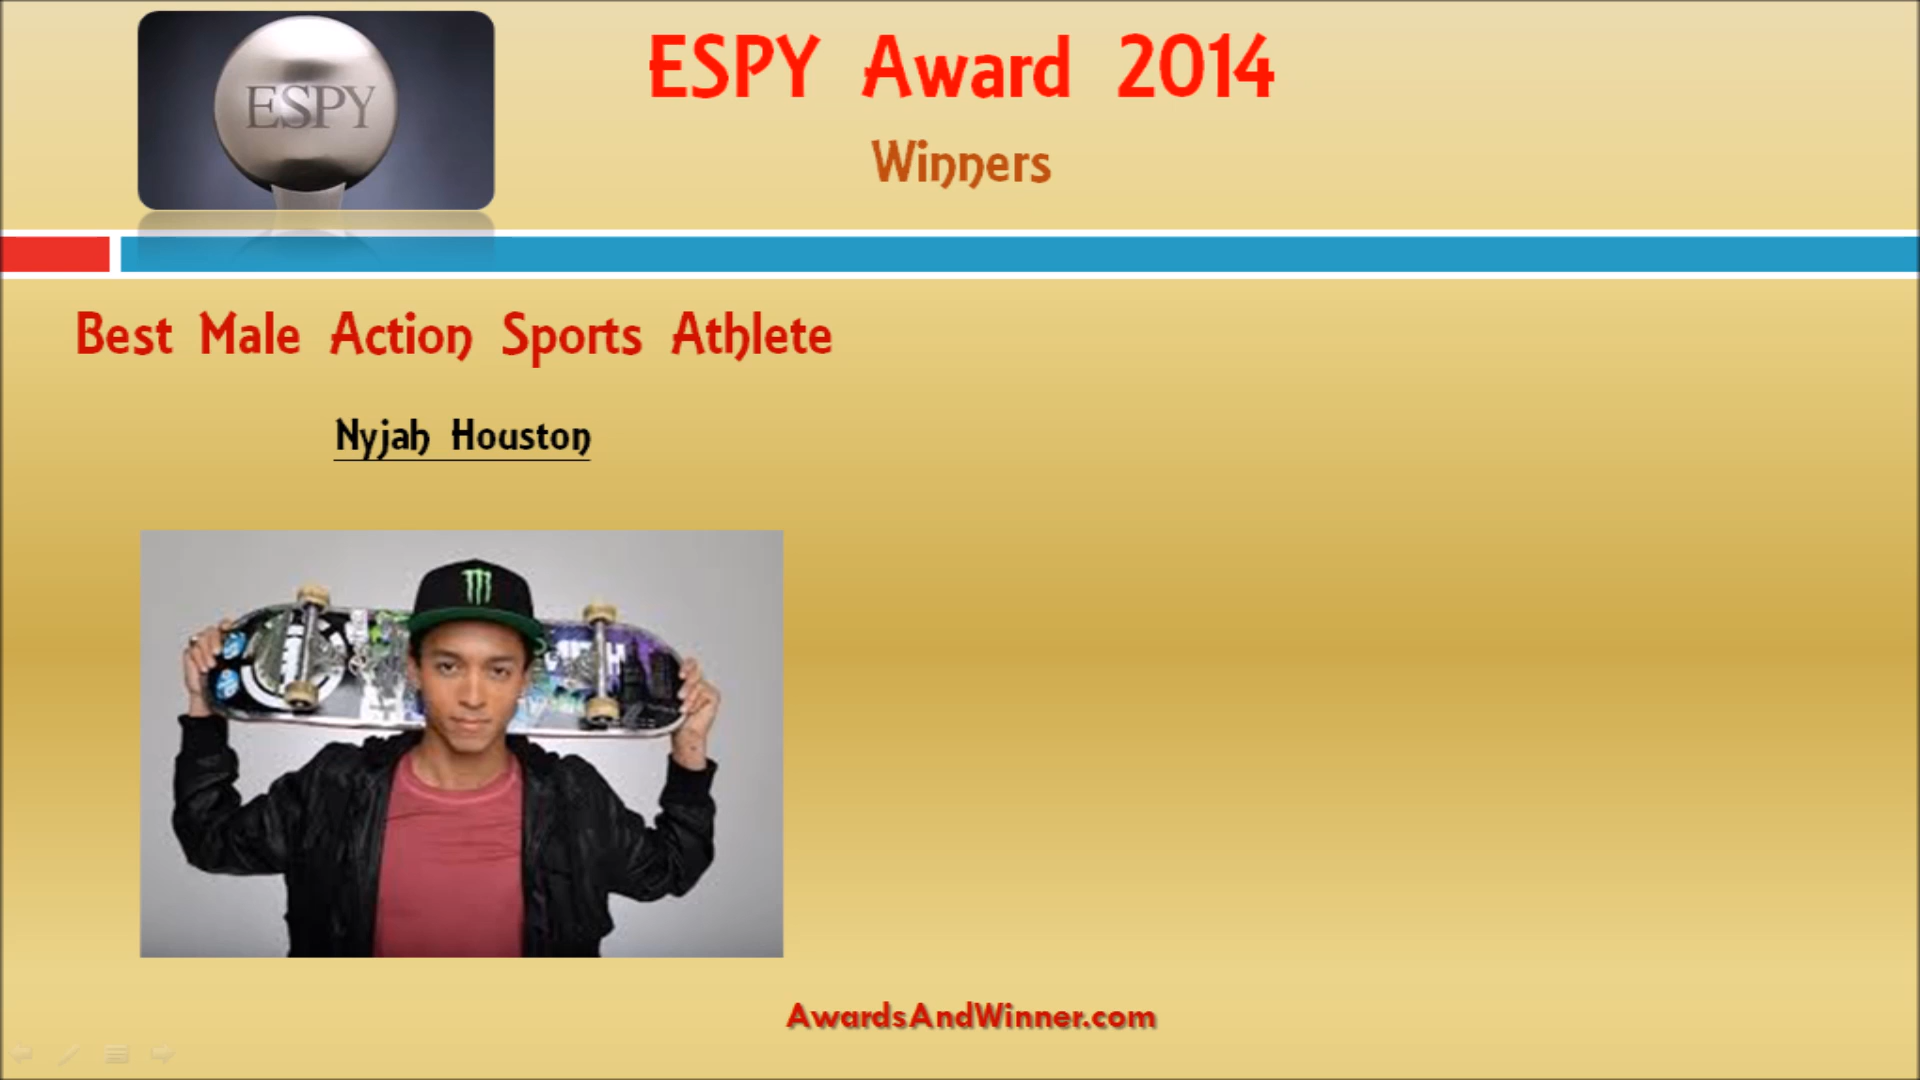 ESPY
ESPY Award 2014
Winners
Best Male Action Sports Athlete
Nyjah Houston
AwardsAndWinner.com